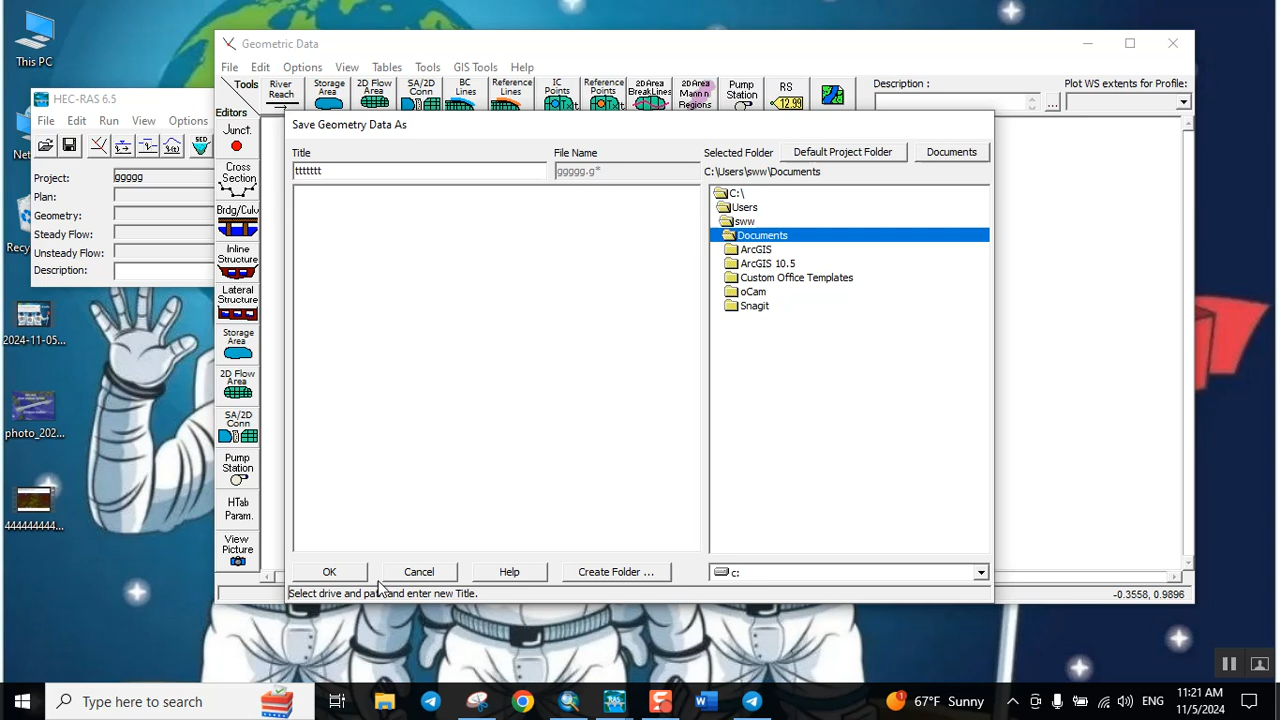 This PC
Net
Recy
2024-11-05...
photo_202...
444444444...
HEC-RAS 6.5
File Edit Run View Options
Project: ggggg
Plan:
Geometry:
Steady Flow:
Unsteady Flow:
Description:
Geometric Data
File Edit Options View Tables Tools GIS Tools Help
Tools
Editors
River Reach
Storage Area
2D Flow Area
SA/2D Conn
BC Lines
Reference Lines
IC Points
Reference Points
2D Area BreakLines
2D Area Mann n Regions
Pump Station
RS
12.99
Description :
...
Plot WS extents for Profile:
Junct.
Cross Section
Brdg/Culv
Inline Structure
Lateral Structure
Storage Area
2D Flow Area
SA/2D Conn
Pump Station
HTab Param.
View Picture
Save Geometry Data As
Title File Name Selected Folder Default Project Folder Documents
ttttttt ggggg.g* C:\Users\sww\Documents
C:\
Users
sww
Documents
ArcGIS
ArcGIS 10.5
Custom Office Templates
oCam
Snagit
OK Cancel Help Create Folder ... c:
Select drive and path and enter new Title.
-0.3558, 0.9896
Type here to search
67°F Sunny
ENG
11:21 AM
11/5/2024